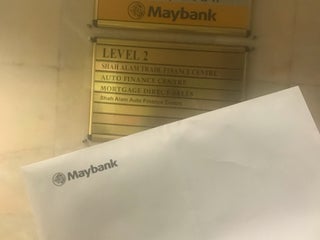 Maybank
LEVEL 2
SHAH ALAM TRADE FINANCE CENTRE
AUTO FINANCE CENTRE
MORTGAGE DIRECT SALES
Shah Alam Auto Finance Centre
Maybank